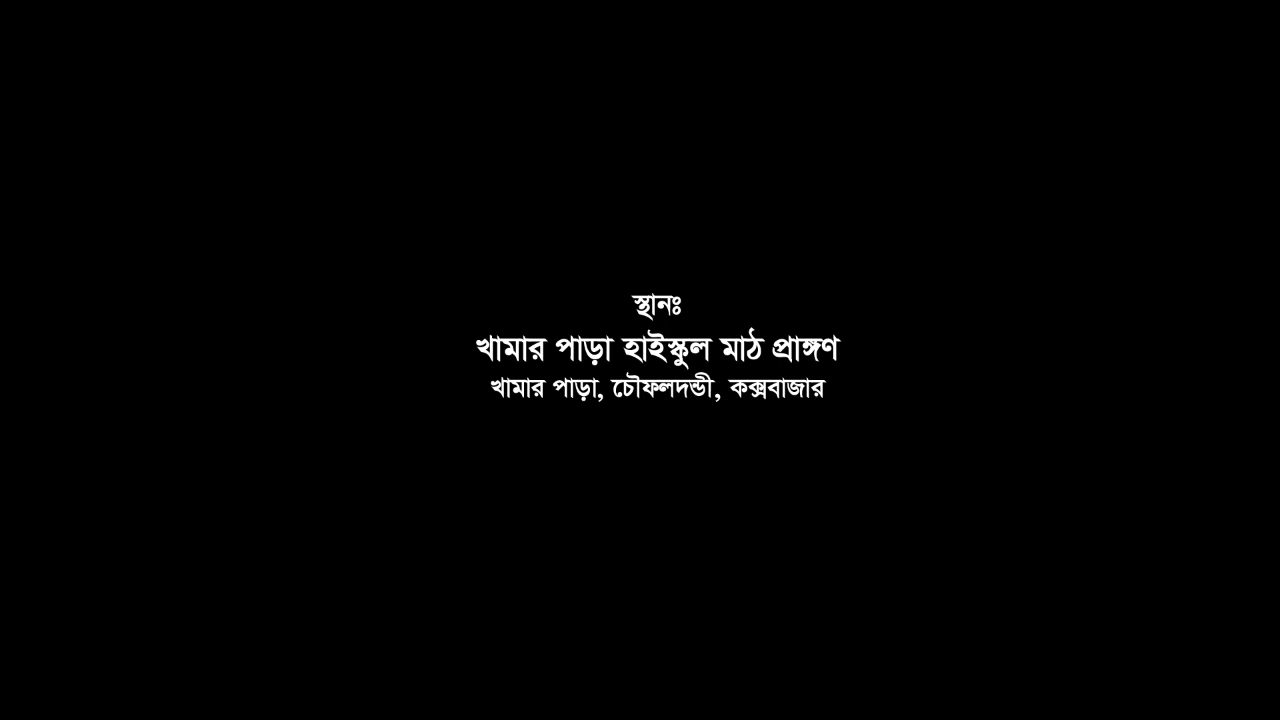 স্থানঃ
খামার পাড়া হাইস্কুল মাঠ প্রাঙ্গণ
খামার পাড়া, চৌফলদন্ডী, কক্সবাজার